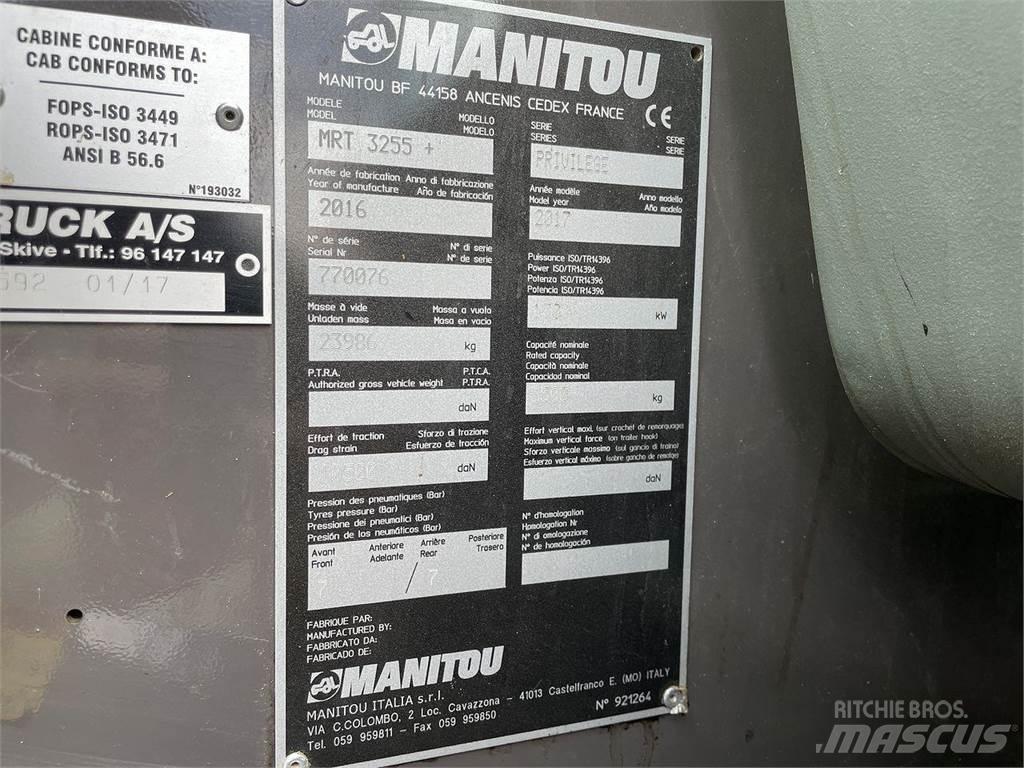 CABINE CONFORME A:
CAB CONFORMS TO:
FOPS-ISO 3449
ROPS-ISO 3471
ANSI B 56.6
N°193032
RUCK A/S
Skive - Tlf.: 96 147 147
592 01/17
MANITOU
MANITOU BF 44158 ANCENIS CEDEX FRANCE
CE
MODELE MODELLO
MODEL MODELO
MRT 3255 +
SERIE SERIE
SERIES SERIE
PRIVILEGE
Année de fabrication Anno di fabbricazione
Year of manufacture Año de fabricación
2016
Année modèle Anno modello
Model year Año modelo
2017
N° de série N° di serie
Serial Nr N° de serie
770076
Puissance ISO/TR14396
Power ISO/TR14396
Potenza ISO/TR14396
Potencia ISO/TR14396
kW
Masse à vide Massa a vuoto
Unladen mass Masa en vacio
23986 kg
Capacité nominale
Rated capacity
Capacità nominale
Capacidad nominal
kg
P.T.R.A. P.T.C.A.
Authorized gross vehicle weight P.T.R.A.
daN
Effort vertical maxi. (sur crochet de remorquage)
Maximum vertical force (on trailer hook)
Sforzo verticale massimo (sul gancio di traino)
Esfuerzo vertical máximo (sobre gancho de remolque)
daN
Effort de traction Sforzo di trazione
Drag strain Esfuerzo de tracción
daN
Pression des pneumatiques (Bar)
Tyres pressure (Bar)
Pressione dei pneumatici (Bar)
Presión de los neumáticos (Bar)
Avant Anteriore Arrière Posteriore
Front Adelante Rear Trasero
7 / 7
N° d'homologation
Homologation Nr
N° di omologazione
N° de homologación
FABRIQUE PAR:
MANUFACTURED BY:
FABBRICATO DA:
FABRICADO DE:
MANITOU
MANITOU ITALIA s.r.l.
VIA C.COLOMBO, 2 Loc. Cavazzona - 41013 Castelfranco E. (MO) ITALY
Tel. 059 959811 - Fax 059 959850
N° 921264
RITCHIE BROS.
MASCUS